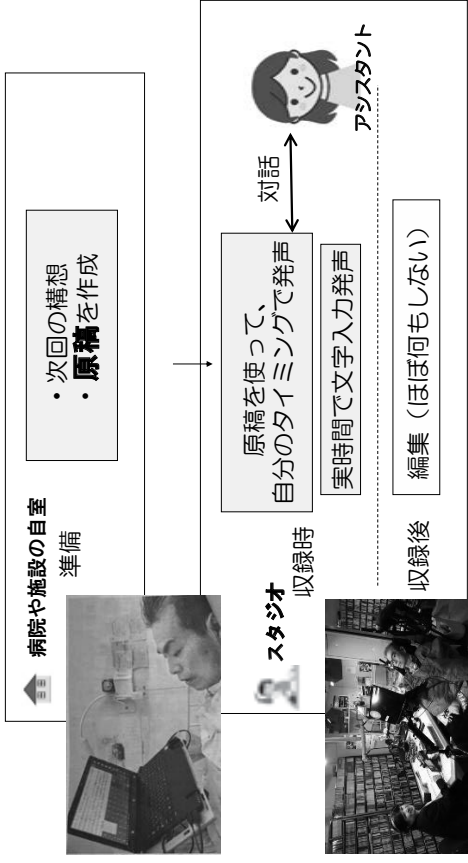 病院や施設の自室
準備
・次回の構想
・原稿を作成
スタジオ
収録時
原稿を使って、
自分のタイミングで発声
実時間で文字入力発声
対話
アシスタント
収録後
編集（ほぼ何もしない）